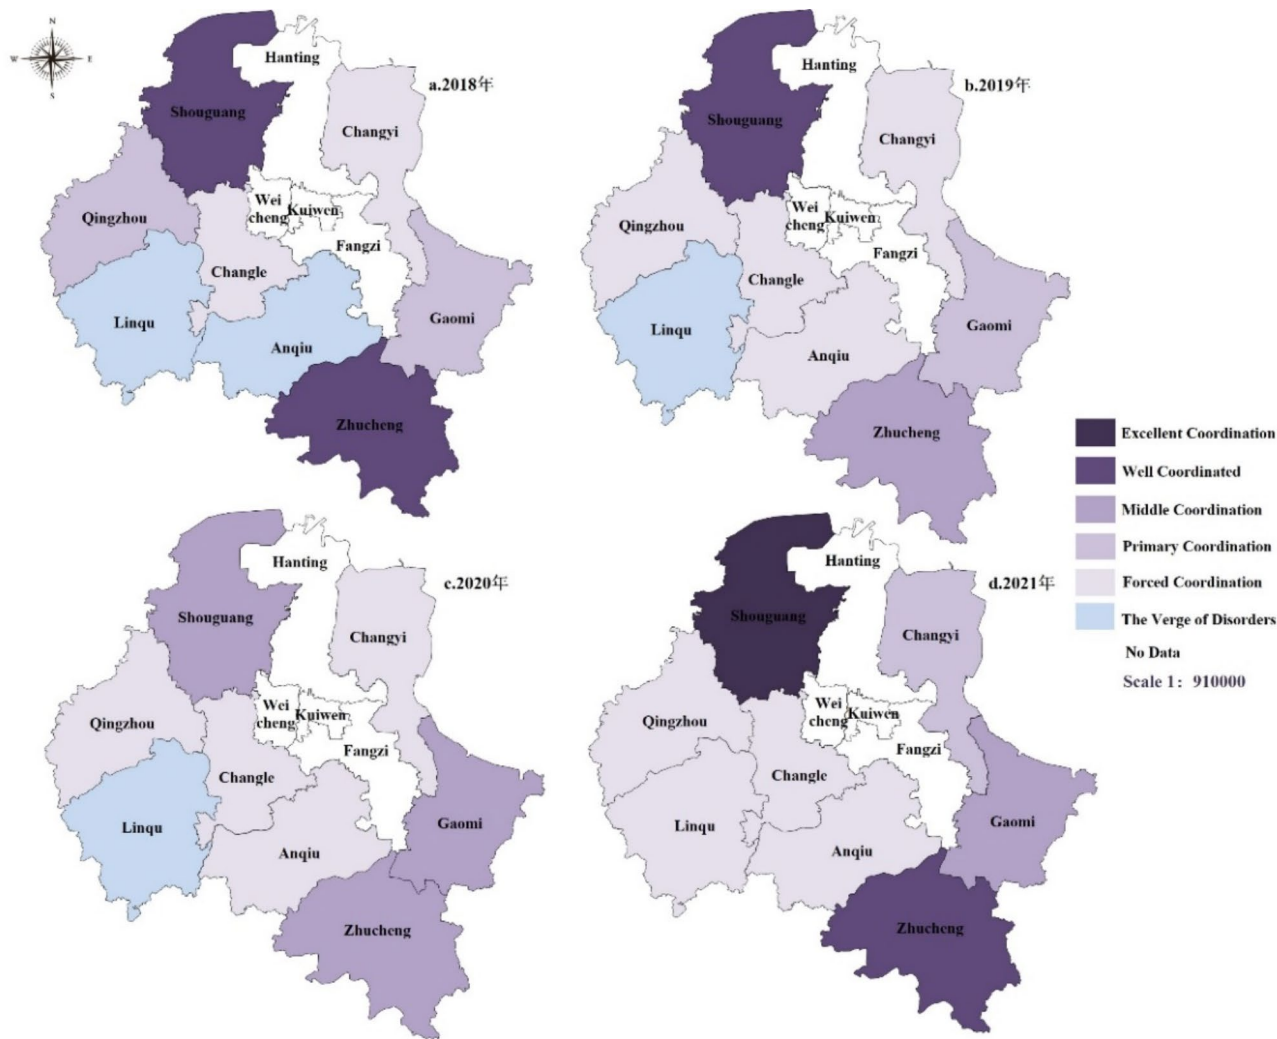 N
W
E
S
a.2018年
Hanting
Shouguang
Changyi
Qingzhou
Wei
cheng
Kuiwen
Fangzi
Changle
Linqu
Gaomi
Anqiu
Zhucheng
b.2019年
Hanting
Shouguang
Changyi
Qingzhou
Wei
cheng
Kuiwen
Fangzi
Changle
Linqu
Gaomi
Anqiu
Zhucheng
c.2020年
Hanting
Shouguang
Changyi
Qingzhou
Wei
cheng
Kuiwen
Fangzi
Changle
Linqu
Gaomi
Anqiu
Zhucheng
d.2021年
Hanting
Shouguang
Changyi
Qingzhou
Wei
cheng
Kuiwen
Fangzi
Changle
Linqu
Gaomi
Anqiu
Zhucheng
Excellent Coordination
Well Coordinated
Middle Coordination
Primary Coordination
Forced Coordination
The Verge of Disorders
No Data
Scale 1：910000